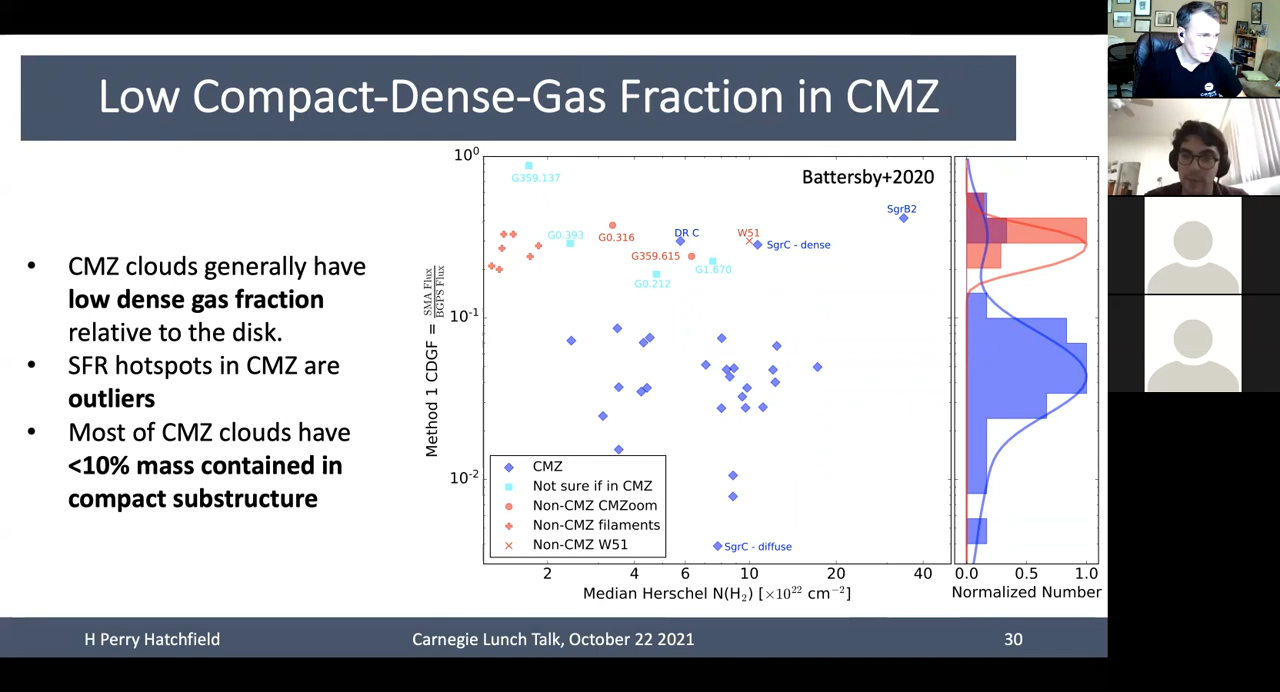 Low Compact-Dense-Gas Fraction in CMZ
• CMZ clouds generally have
low dense gas fraction
relative to the disk.
• SFR hotspots in CMZ are
outliers
• Most of CMZ clouds have
<10% mass contained in
compact substructure
Battersby+2020
Method 1 CDGF = SMA Flux / BGPS Flux
10⁰
10⁻¹
10⁻²
G359.137
SgrB2
G0.393
G0.316
DR C
W51
SgrC - dense
G359.615
G1.670
G0.212
SgrC - diffuse
CMZ
Not sure if in CMZ
Non-CMZ CMZoom
Non-CMZ filaments
Non-CMZ W51
2 4 6 10 20 40
Median Herschel N(H₂) [×10²² cm⁻²]
0.0 0.5 1.0
Normalized Number
H Perry Hatchfield
Carnegie Lunch Talk, October 22 2021
30